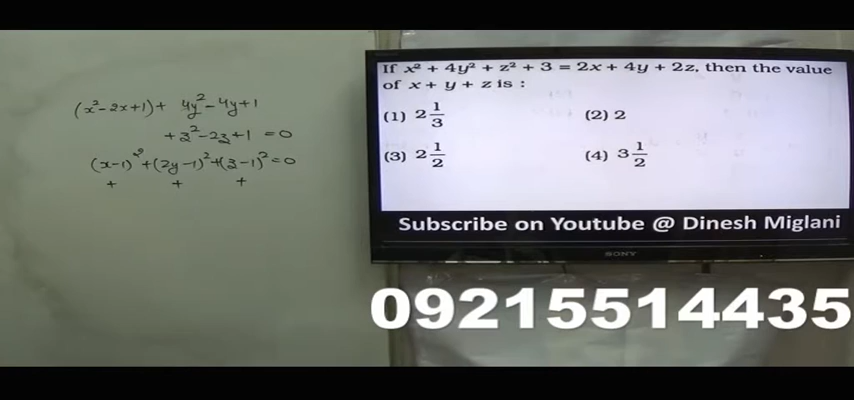 (x²-2x+1)+ 4y²-4y+1
+z²-2z+1 =0
(x-1)²+(2y-1)²+(z-1)²=0
+ + +
If x² + 4y² + z² + 3 = 2x + 4y + 2z, then the value
of x + y + z is :
(1) 2 1/3 (2) 2
(3) 2 1/2 (4) 3 1/2
Subscribe on Youtube @ Dinesh Miglani
SONY
09215514435